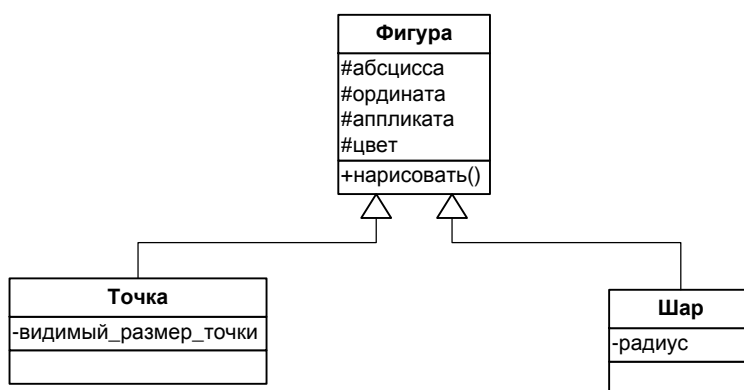 Фигура
#абсцисса
#ордината
#аппликата
#цвет
+нарисовать()
Точка
-видимый_размер_точки
Шар
-радиус